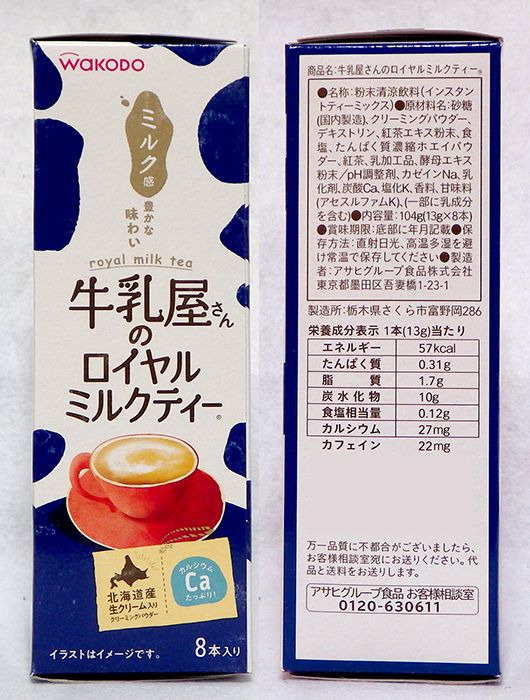 WAKODO
ミルク感
豊かな
味わい
royal milk tea
牛乳屋さん
の
ロイヤル
ミルクティー®
北海道産
生クリーム入り
クリーミングパウダー
カルシウム
Ca
たっぷり!
イラストはイメージです。
8本入り
商品名:牛乳屋さんのロイヤルミルクティー®
●名称:粉末清涼飲料(インスタン
トティーミックス)●原材料名:砂糖
(国内製造)、クリーミングパウダー、
デキストリン、紅茶エキス粉末、食
塩、たんぱく質濃縮ホエイパウ
ダー、紅茶、乳加工品、酵母エキス
粉末/pH調整剤、カゼインNa、乳
化剤、炭酸Ca、塩化K、香料、甘味料
(アセスルファムK)、(一部に乳成分
を含む)●内容量:104g(13g×8本)
●賞味期限:底部に年月記載●保
存方法:直射日光、高温多湿を避
け常温で保存してください●製造
者:アサヒグループ食品株式会社
東京都墨田区吾妻橋1-23-1
製造所:栃木県さくら市富野岡286
栄養成分表示 1本(13g)当たり
エネルギー 57kcal
たんぱく質 0.31g
脂質 1.7g
炭水化物 10g
食塩相当量 0.12g
カルシウム 27mg
カフェイン 22mg
万一品質に不都合がございましたら、
お客様相談室宛にお送りください。代
品と送料をお送りします。
アサヒグループ食品 お客様相談室
0120-630611